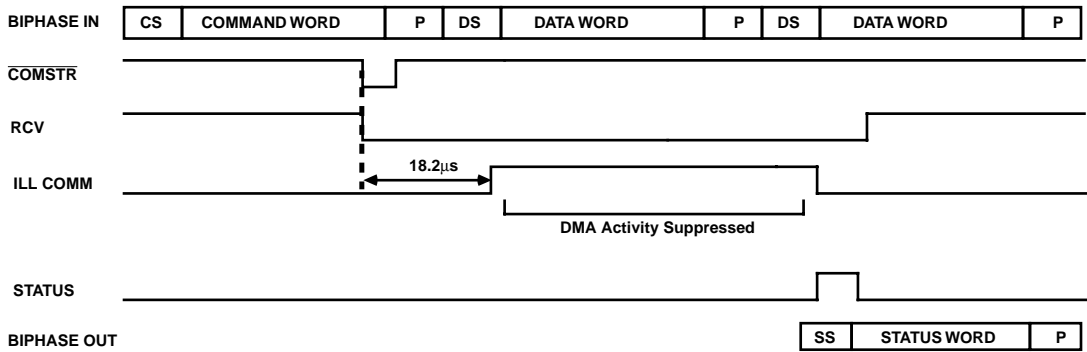 BIPHASE IN CS COMMAND WORD P DS DATA WORD P DS DATA WORD P
COMSTR
RCV
18.2µs
ILL COMM
DMA Activity Suppressed
STATUS
BIPHASE OUT SS STATUS WORD P